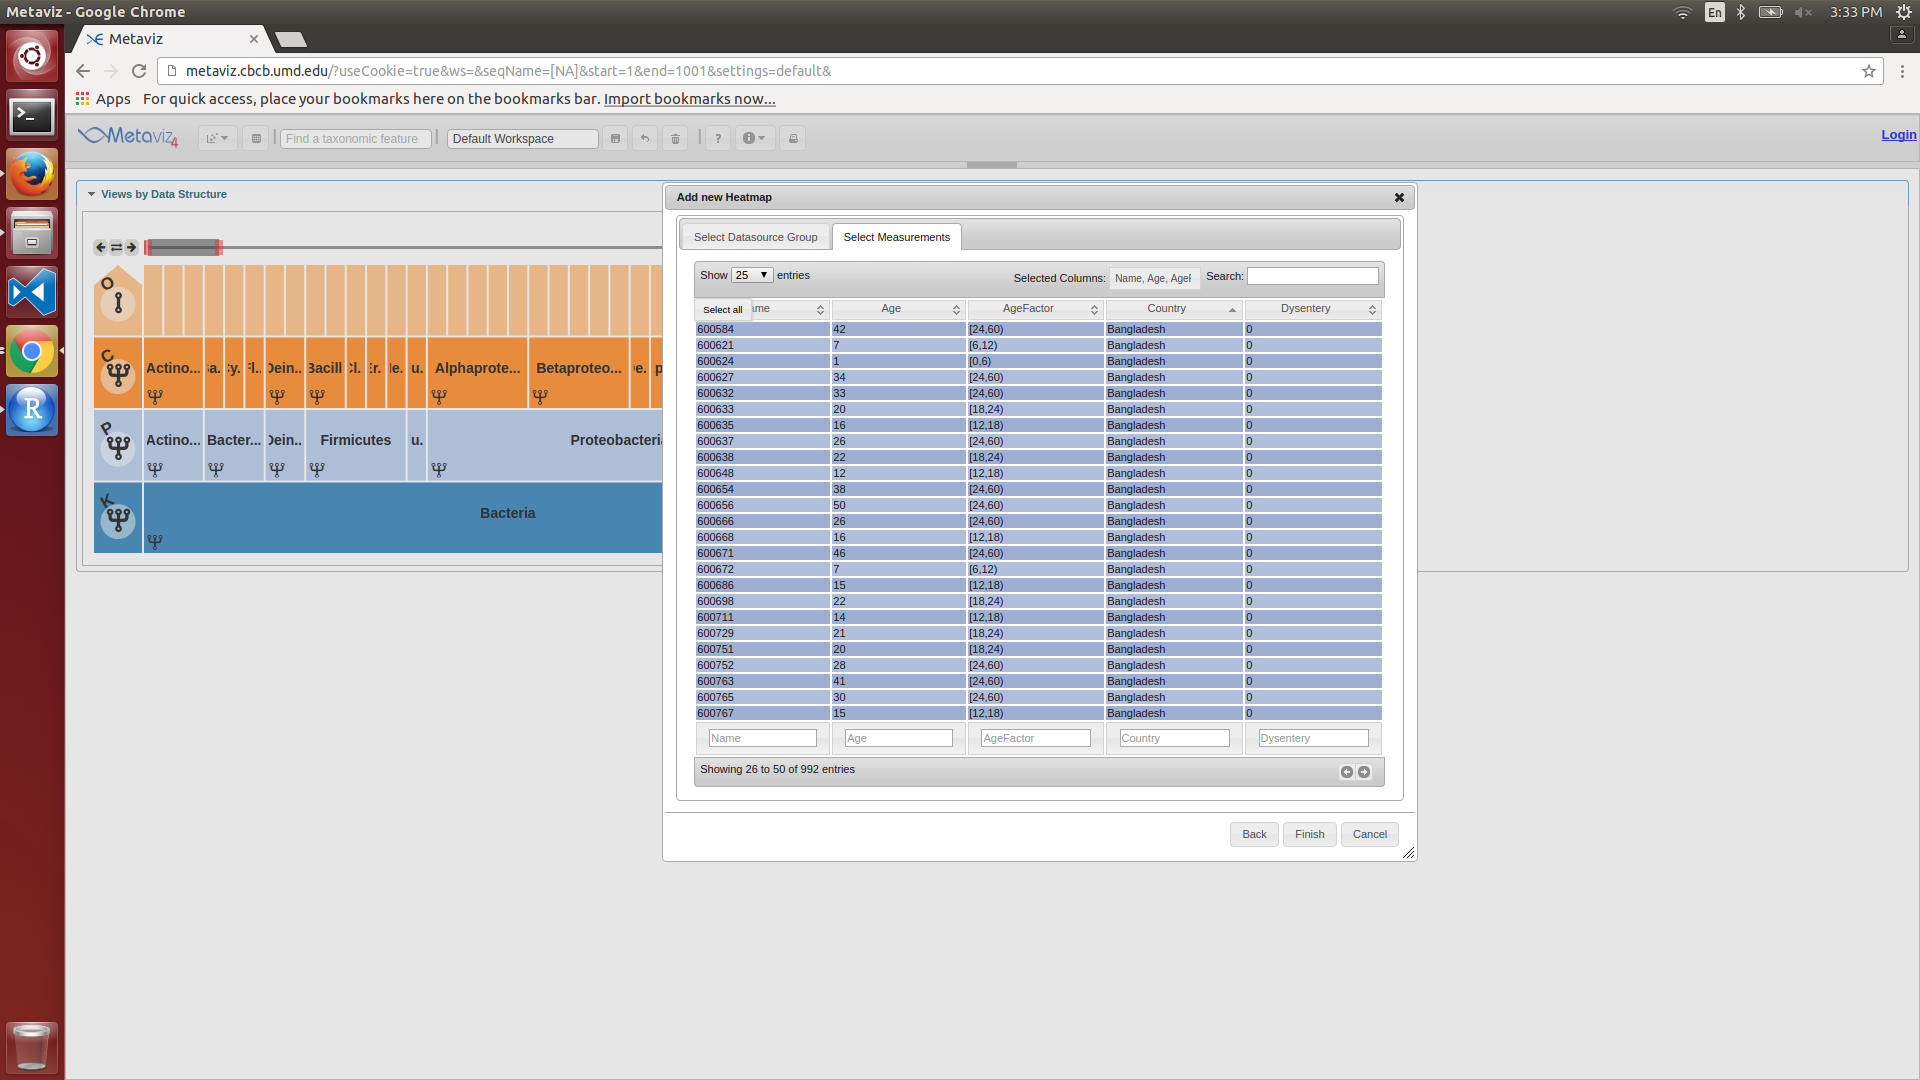 Metaviz - Google Chrome
En
3:33 PM
Metaviz
metaviz.cbcb.umd.edu/?useCookie=true&ws=&seqName=[NA]&start=1&end=1001&settings=default&
Apps For quick access, place your bookmarks here on the bookmarks bar. Import bookmarks now...
Metaviz 4
Find a taxonomic feature
Default Workspace
?
Login
Views by Data Structure
O
C
Actino... Dein... Bacill Alphaprote... Betaproteo...
P
Actino... Bacter... Dein... Firmicutes u. Proteobacteria
K
Bacteria
Add new Heatmap
Select Datasource Group Select Measurements
Show 25 entries Selected Columns: Name, Age, AgeF Search:
Select all ame Age AgeFactor Country Dysentery
600584 42 [24,60) Bangladesh 0
600621 7 [6,12) Bangladesh 0
600624 1 [0,6) Bangladesh 0
600627 34 [24,60) Bangladesh 0
600632 33 [24,60) Bangladesh 0
600633 20 [18,24) Bangladesh 0
600635 16 [12,18) Bangladesh 0
600637 26 [24,60) Bangladesh 0
600638 22 [18,24) Bangladesh 0
600648 12 [12,18) Bangladesh 0
600654 38 [24,60) Bangladesh 0
600656 50 [24,60) Bangladesh 0
600666 26 [24,60) Bangladesh 0
600668 16 [12,18) Bangladesh 0
600671 46 [24,60) Bangladesh 0
600672 7 [6,12) Bangladesh 0
600686 15 [12,18) Bangladesh 0
600698 22 [18,24) Bangladesh 0
600711 14 [12,18) Bangladesh 0
600729 21 [18,24) Bangladesh 0
600751 20 [18,24) Bangladesh 0
600752 28 [24,60) Bangladesh 0
600763 41 [24,60) Bangladesh 0
600765 30 [24,60) Bangladesh 0
600767 15 [12,18) Bangladesh 0
Name Age AgeFactor Country Dysentery
Showing 26 to 50 of 992 entries
Back Finish Cancel